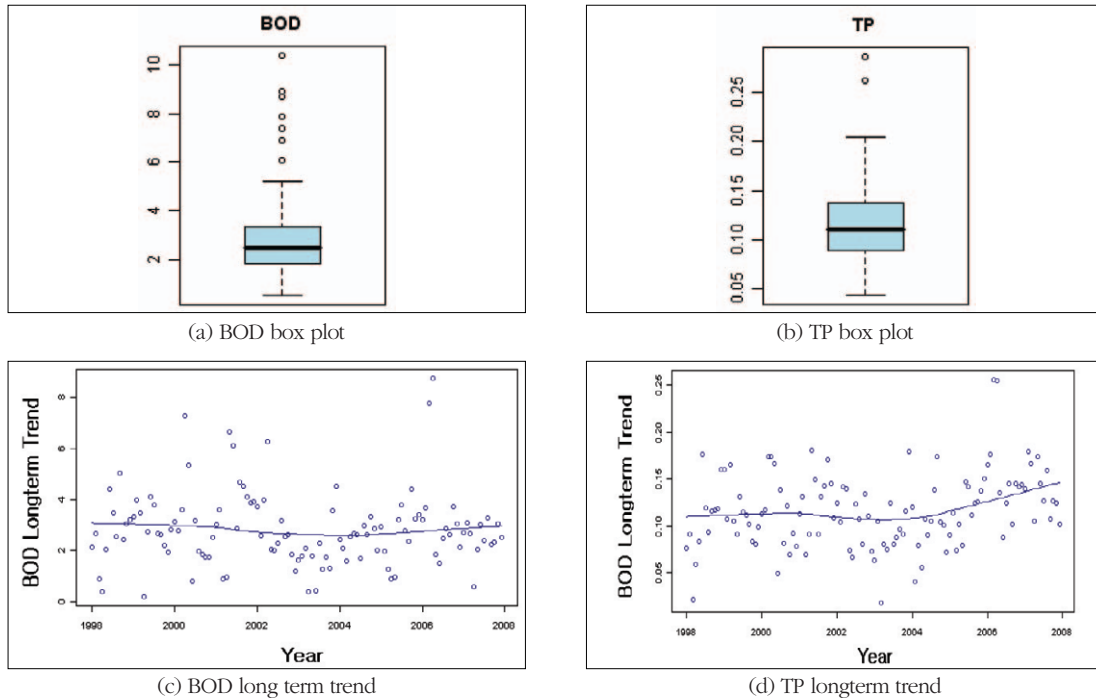 BOD
10
8
6
4
2
(a) BOD box plot
TP
0.25
0.20
0.15
0.10
0.05
(b) TP box plot
BOD Longterm Trend
8
6
4
2
0
1998 2000 2002 2004 2006 2008
Year
(c) BOD long term trend
BOD Longterm Trend
0.25
0.20
0.15
0.10
0.05
1998 2000 2002 2004 2006 2008
Year
(d) TP longterm trend